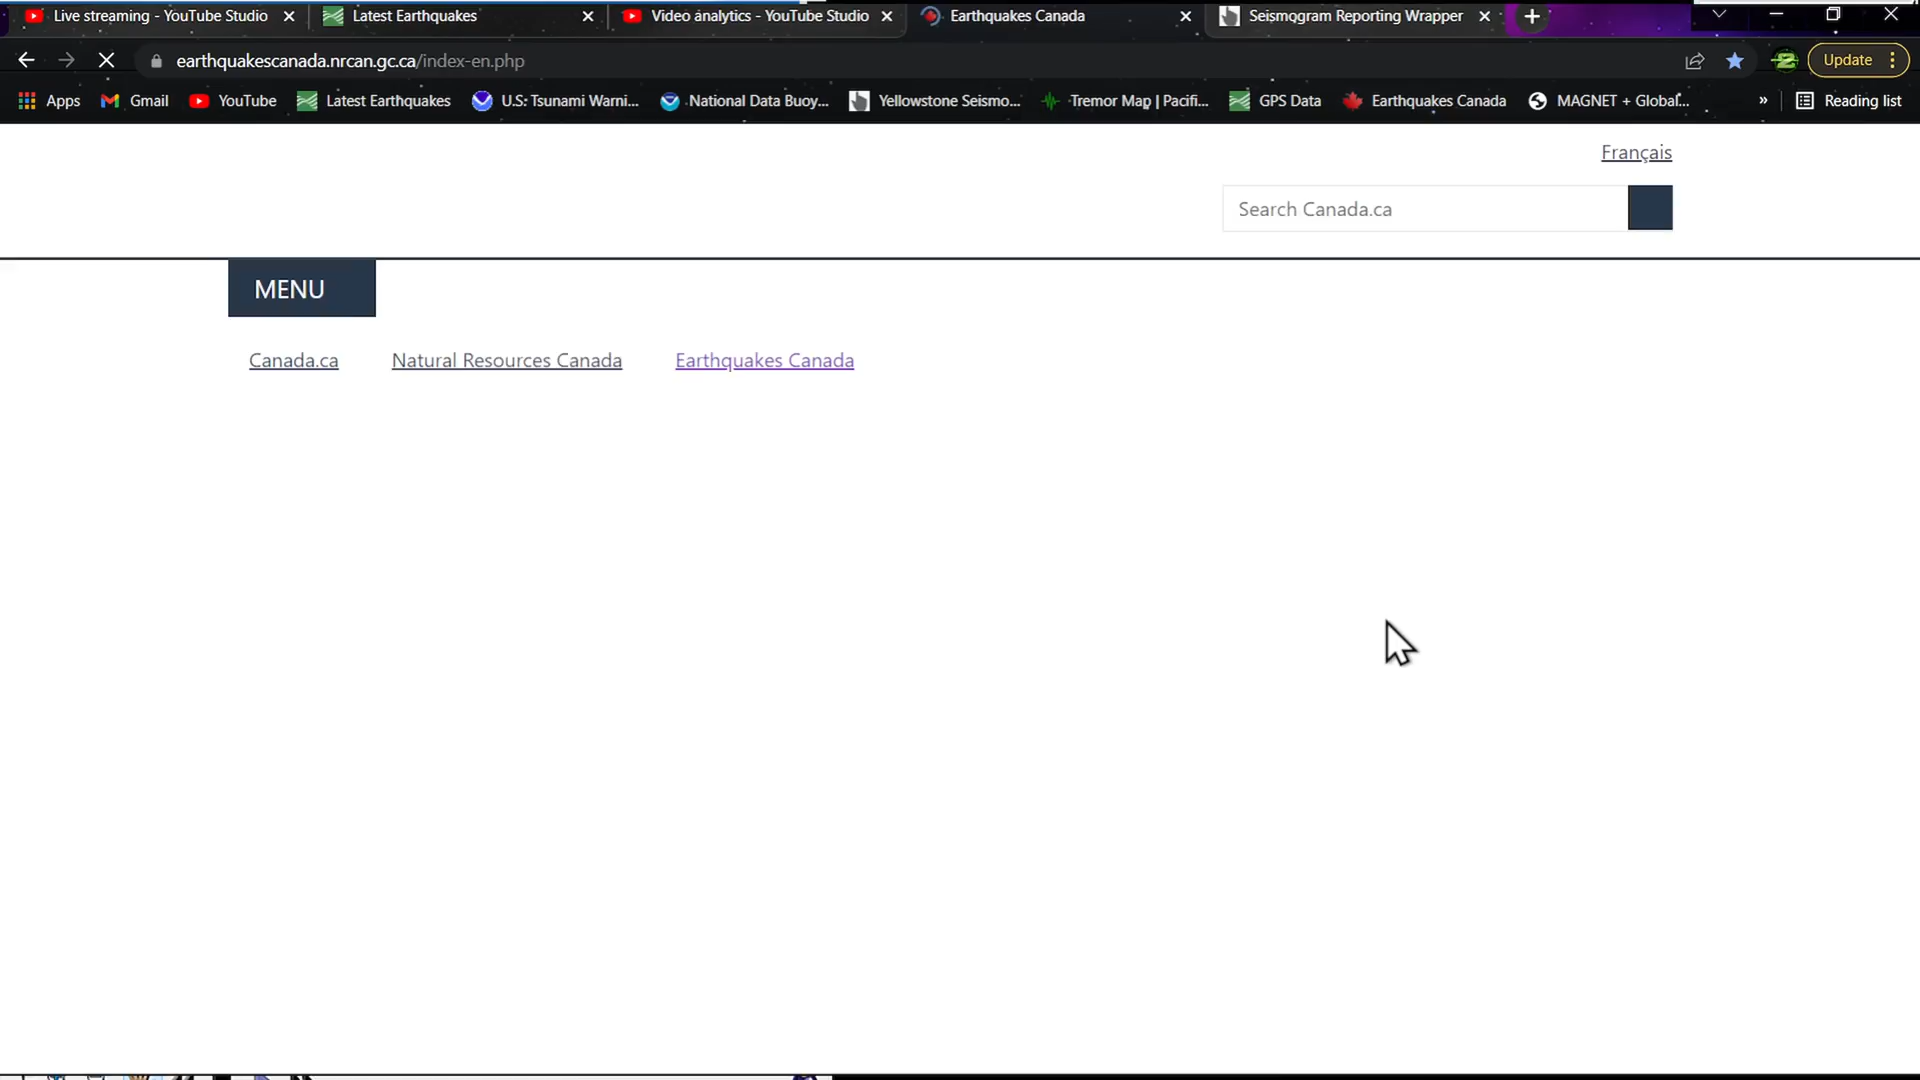 Live streaming - YouTube Studio
Latest Earthquakes
Video analytics - YouTube Studio
Earthquakes Canada
Seismogram Reporting Wrapper
earthquakescanada.nrcan.gc.ca/index-en.php
Update
Apps
Gmail
YouTube
Latest Earthquakes
U.S. Tsunami Warni...
National Data Buoy...
Yellowstone Seismo...
Tremor Map | Pacifi...
GPS Data
Earthquakes Canada
MAGNET + Global...
»
Reading list
Français
Search Canada.ca
MENU
Canada.ca
Natural Resources Canada
Earthquakes Canada